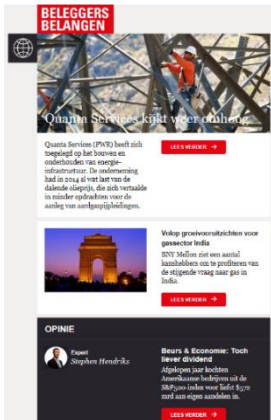 BELEGGERS
BELANGEN
Quanta Services kijkt weer omhoog
Quanta Services (PWR) heeft zich
toegelegd op het bouwen en
onderhouden van energie-
infrastructuur. De onderneming
had in 2014 al wat last van de
dalende olieprijs, die zich vertaalde
in minder opdrachten voor de
aanleg van aardgaspijpleidingen.
LEES VERDER →
Volop groeivooruitzichten voor
gassector India
BNY Mellon ziet een aantal
kanshebbers om te profiteren van
de stijgende vraag naar gas in
India.
LEES VERDER →
OPINIE
Expert
Stephen Hendriks
Beurs & Economie: Toch
liever dividend
Afgelopen jaar kochten
Amerikaanse bedrijven uit de
S&P500-index voor liefst $572
mrd aan eigen aandelen in.
LEES VERDER →